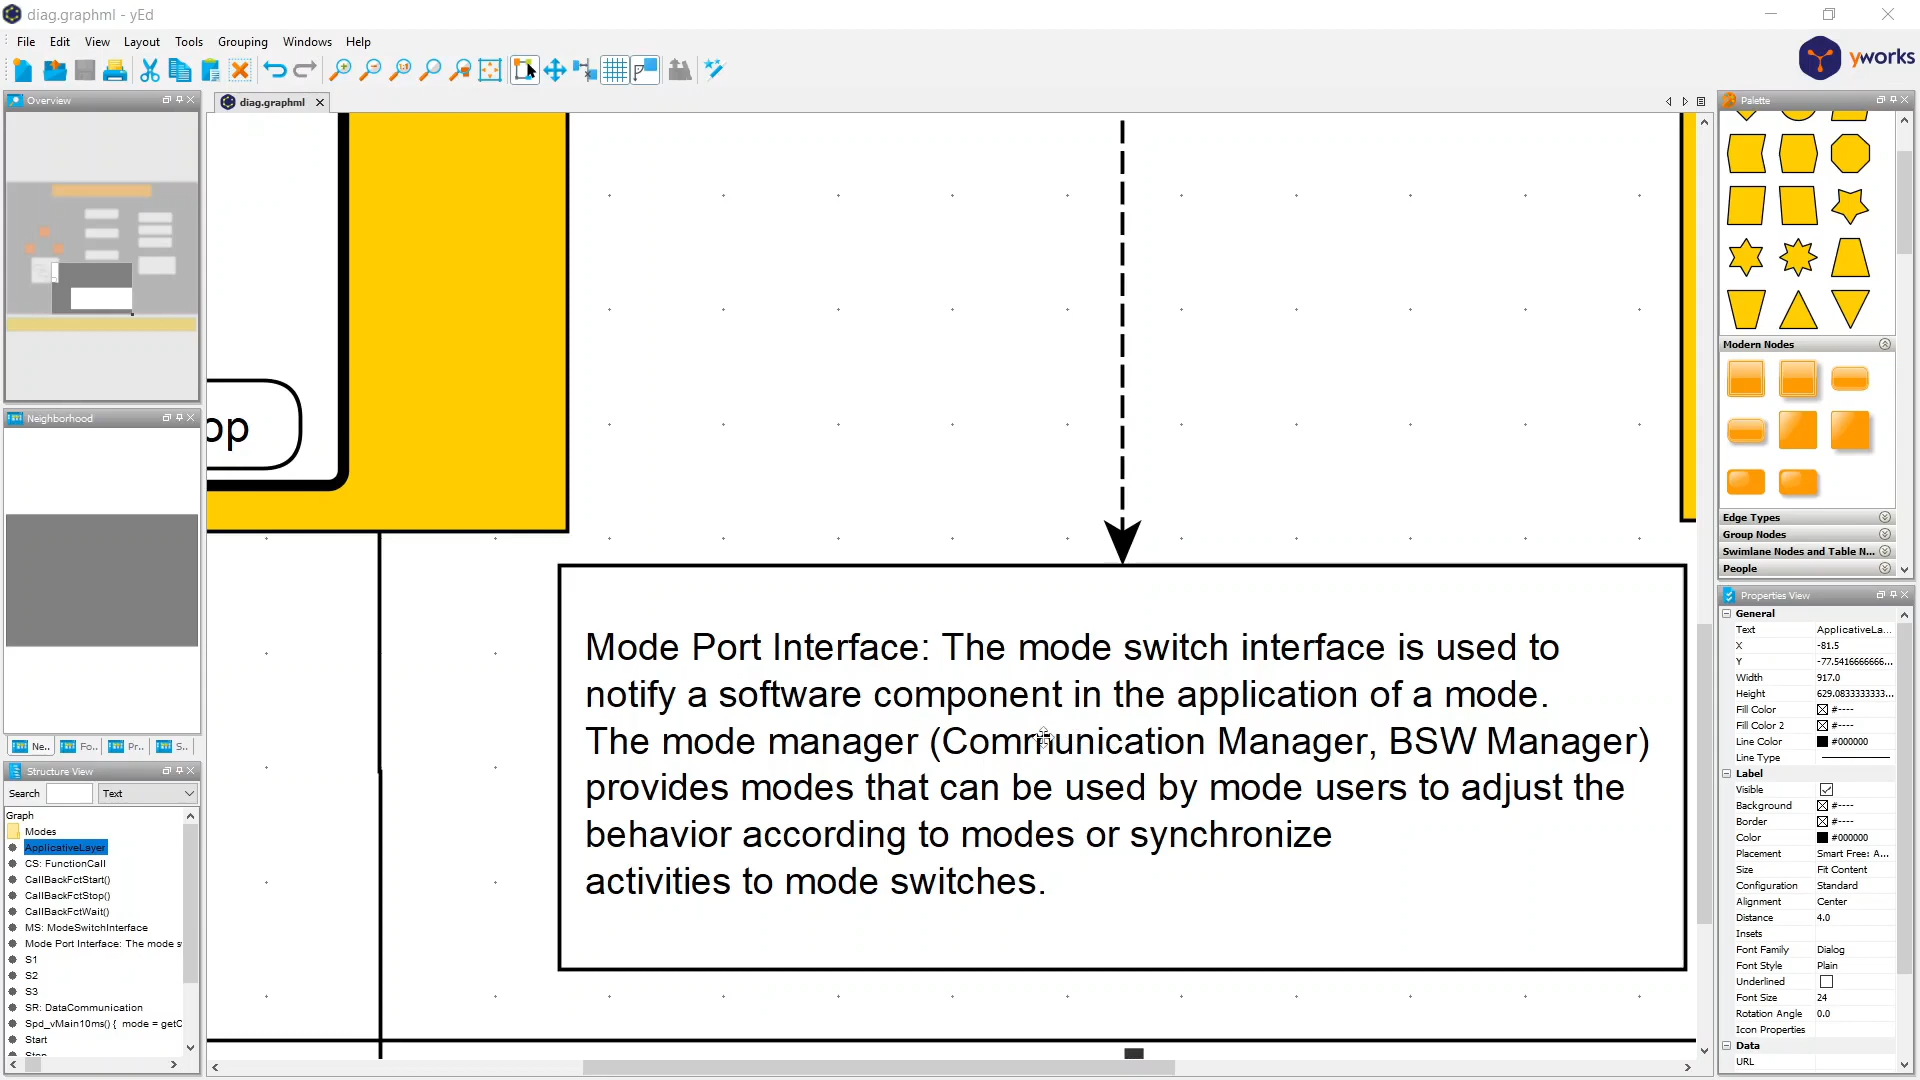 diag.graphml - yEd
File Edit View Layout Tools Grouping Windows Help
yworks
Overview
diag.graphml
Palette
Modern Nodes
Edge Types
Group Nodes
Swimlane Nodes and Table N...
People
Neighborhood
Ne.. Fo.. Pr.. S..
Structure View
Search Text
Graph
Modes
ApplicativeLayer
CS: FunctionCall
CallBackFctStart()
CallBackFctStop()
CallBackFctWait()
MS: ModeSwitchInterface
Mode Port Interface: The mode s
S1
S2
S3
SR: DataCommunication
Spd_vMain10ms() { mode = getC
Start
Stop
op
Mode Port Interface: The mode switch interface is used to
notify a software component in the application of a mode.
The mode manager (Communication Manager, BSW Manager)
provides modes that can be used by mode users to adjust the
behavior according to modes or synchronize
activities to mode switches.
Properties View
General
Text ApplicativeLa...
X -81.5
Y -77.5416666666...
Width 917.0
Height 629.0833333333...
Fill Color #----
Fill Color 2 #----
Line Color #000000
Line Type
Label
Visible
Background #----
Border #----
Color #000000
Placement Smart Free: A...
Size Fit Content
Configuration Standard
Alignment Center
Distance 4.0
Insets
Font Family Dialog
Font Style Plain
Underlined
Font Size 24
Rotation Angle 0.0
Icon Properties
Data
URL